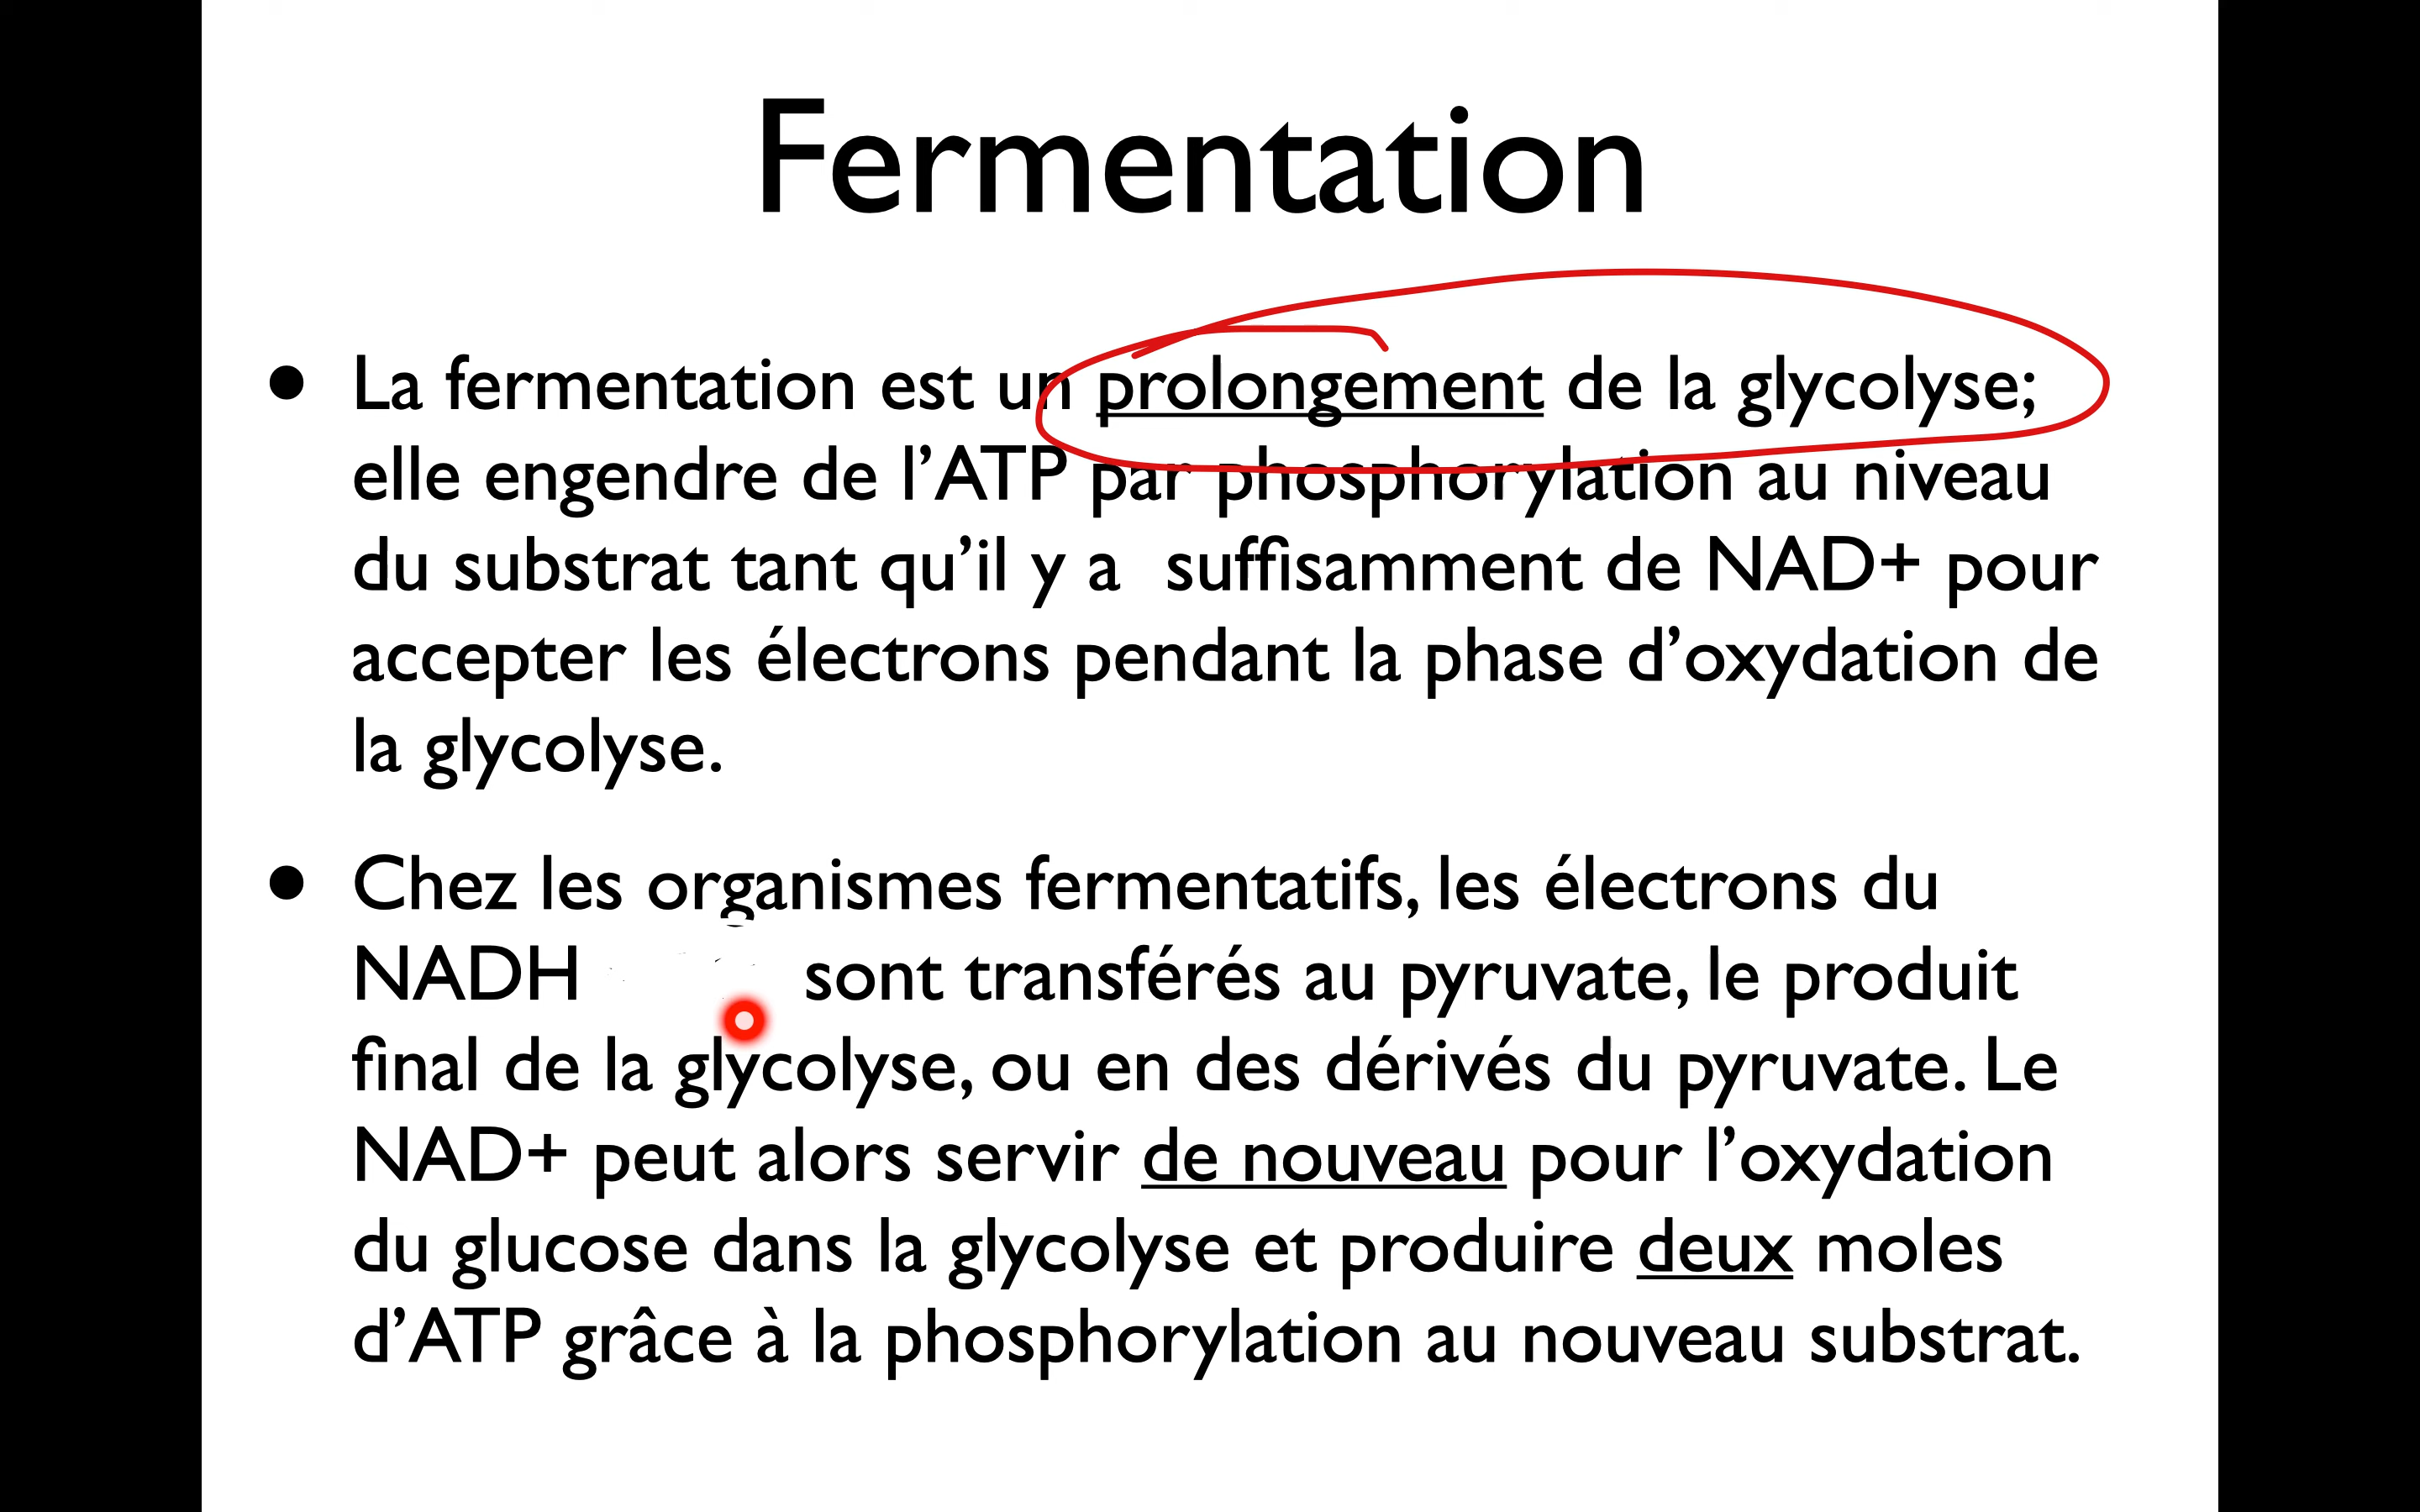 Fermentation
• La fermentation est un prolongement de la glycolyse;
elle engendre de l’ATP par phosphorylation au niveau
du substrat tant qu’il y a suffisamment de NAD+ pour
accepter les électrons pendant la phase d’oxydation de
la glycolyse.
• Chez les organismes fermentatifs, les électrons du
NADH sont transférés au pyruvate, le produit
final de la glycolyse, ou en des dérivés du pyruvate. Le
NAD+ peut alors servir de nouveau pour l’oxydation
du glucose dans la glycolyse et produire deux moles
d’ATP grâce à la phosphorylation au nouveau substrat.